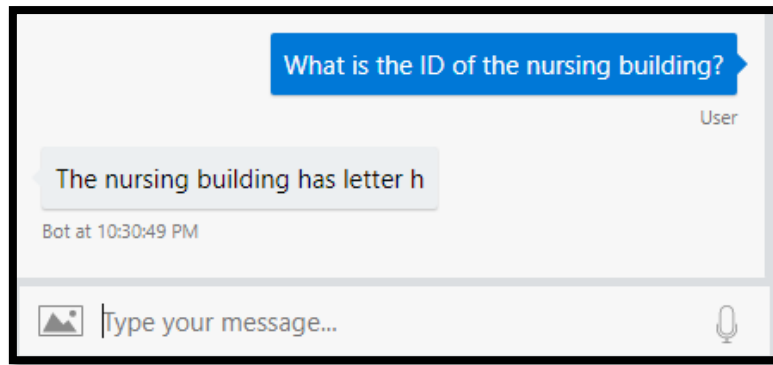 What is the ID of the nursing building?
User
The nursing building has letter h
Bot at 10:30:49 PM
Type your message...